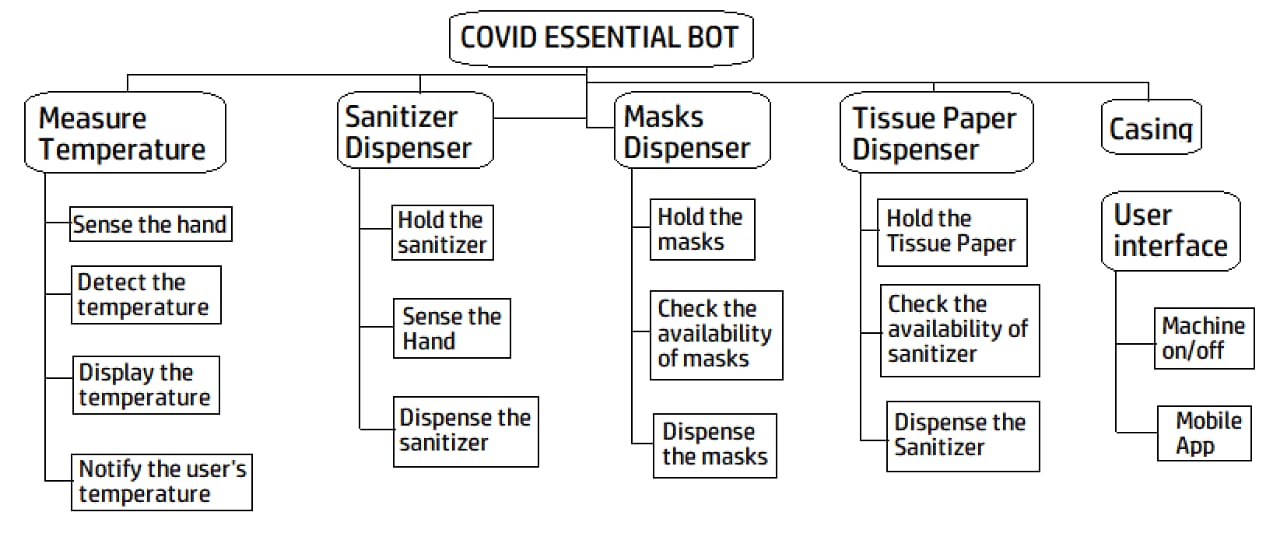 COVID ESSENTIAL BOT
Measure
Temperature
Sense the hand
Detect the
temperature
Display the
temperature
Notify the user's
temperature
Sanitizer
Dispenser
Hold the
sanitizer
Sense the
Hand
Dispense the
sanitizer
Masks
Dispenser
Hold the
masks
Check the
availability
of masks
Dispense
the masks
Tissue Paper
Dispenser
Hold the
Tissue Paper
Check the
availability of
sanitizer
Dispense the
Sanitizer
Casing
User
interface
Machine
on/off
Mobile
App